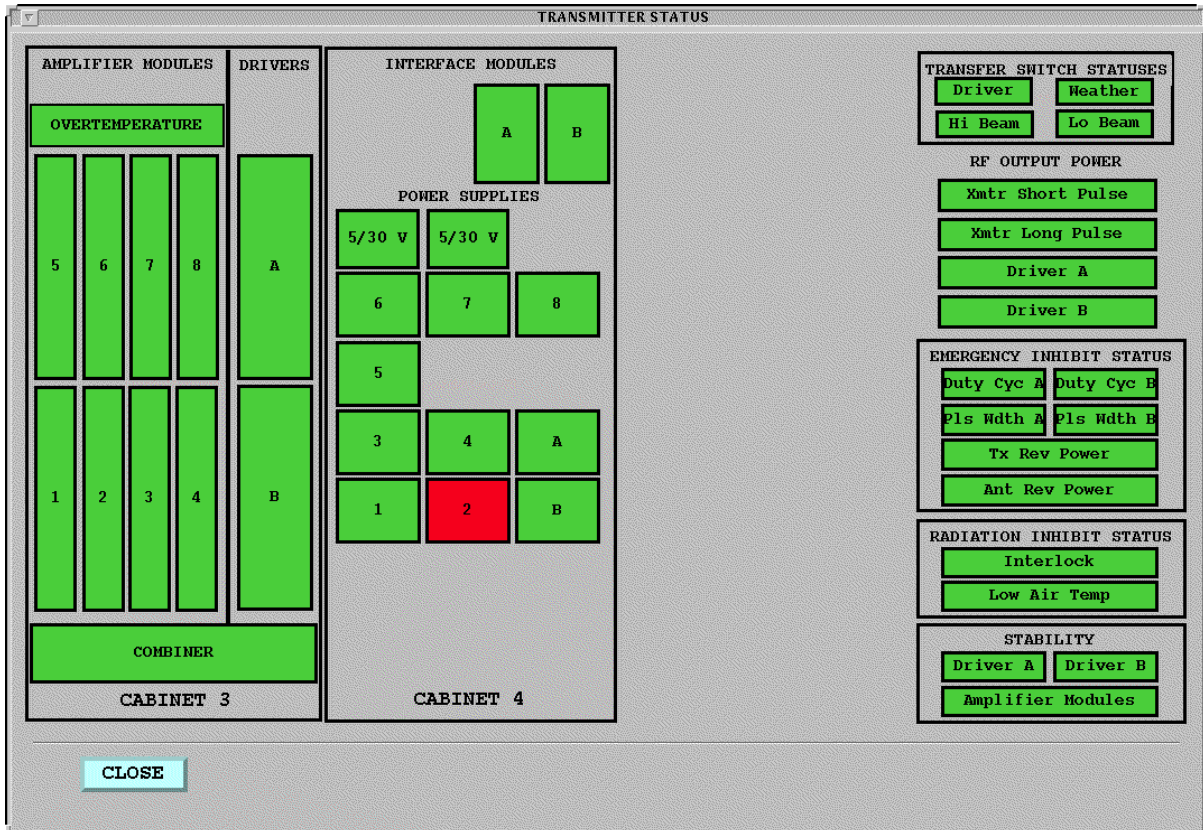 TRANSMITTER STATUS
AMPLIFIER MODULES
DRIVERS
OVERTEMPERATURE
5 6 7 8
A
1 2 3 4
B
COMBINER
CABINET 3
INTERFACE MODULES
A B
POWER SUPPLIES
5/30 V 5/30 V
6 7 8
5
3 4 A
1 2 B
CABINET 4
TRANSFER SWITCH STATUSES
Driver Weather
Hi Beam Lo Beam
RF OUTPUT POWER
Xmtr Short Pulse
Xmtr Long Pulse
Driver A
Driver B
EMERGENCY INHIBIT STATUS
Duty Cyc A Duty Cyc B
Pls Wdth A Pls Wdth B
Tx Rev Power
Ant Rev Power
RADIATION INHIBIT STATUS
Interlock
Low Air Temp
STABILITY
Driver A Driver B
Amplifier Modules
CLOSE